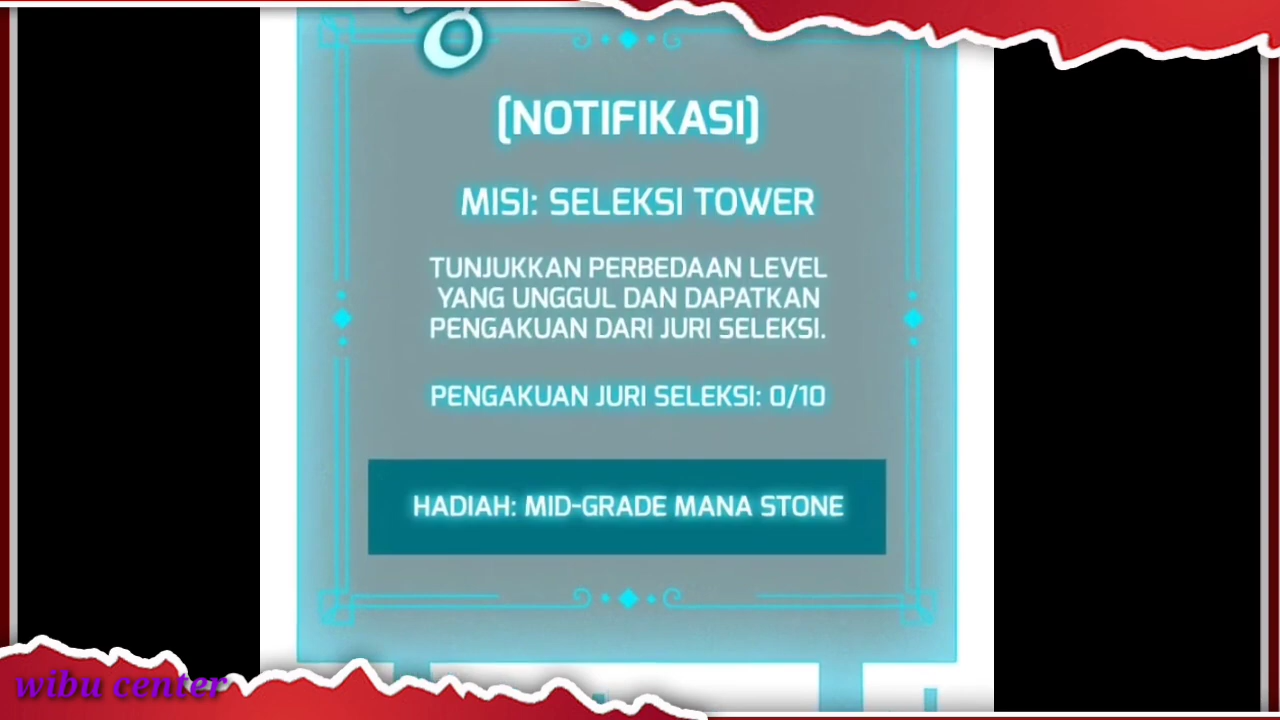 [NOTIFIKASI]
MISI: SELEKSI TOWER
TUNJUKKAN PERBEDAAN LEVEL
YANG UNGGUL DAN DAPATKAN
PENGAKUAN DARI JURI SELEKSI.
PENGAKUAN JURI SELEKSI: 0/10
HADIAH: MID-GRADE MANA STONE
wibu center